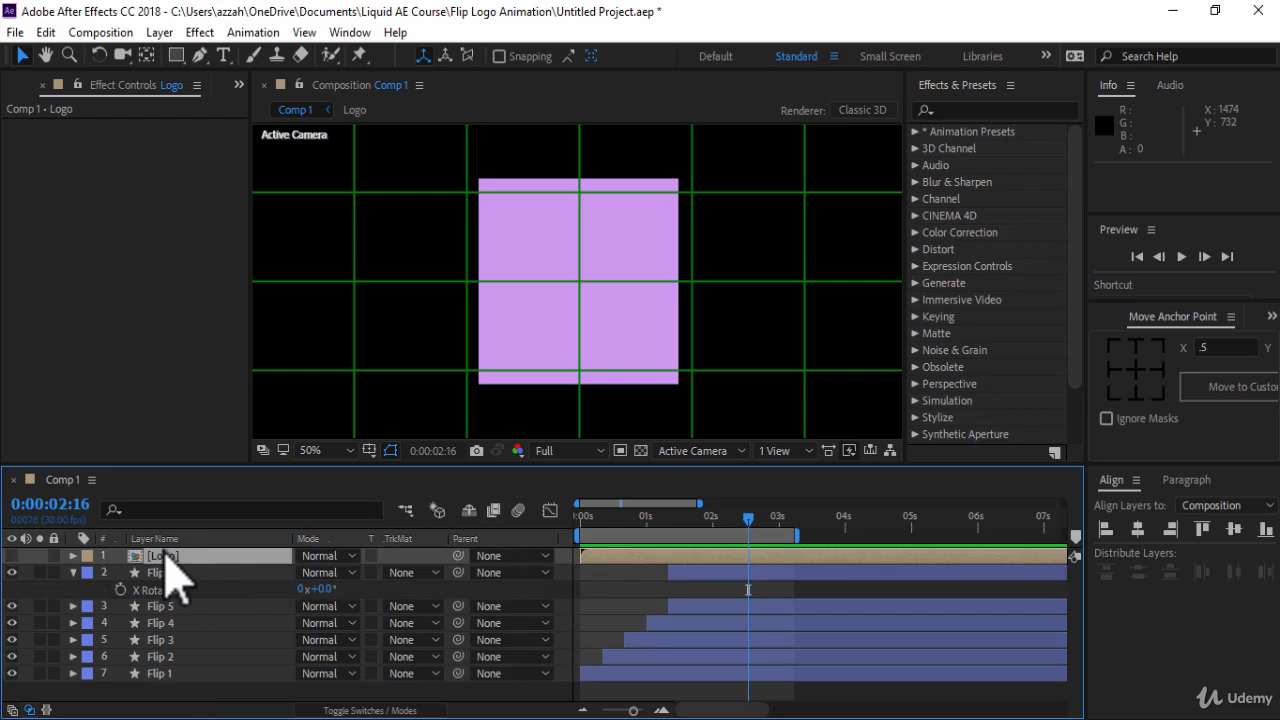 Adobe After Effects CC 2018 - C:\Users\azzah\OneDrive\Documents\Liquid AE Course\Flip Logo Animation\Untitled Project.aep *
File Edit Composition Layer Effect Animation View Window Help
Snapping Default Standard Small Screen Libraries Search Help
Effect Controls Logo
Comp 1 • Logo
Composition Comp 1
Comp 1 Logo Renderer: Classic 3D
Active Camera
50% 0:00:02:16 Full Active Camera 1 View
Effects & Presets
* Animation Presets
3D Channel
Audio
Blur & Sharpen
Channel
CINEMA 4D
Color Correction
Distort
Expression Controls
Generate
Immersive Video
Keying
Matte
Noise & Grain
Obsolete
Perspective
Simulation
Stylize
Synthetic Aperture
Info Audio
R: X: 1474
G: Y: 732
B:
A: 0
Preview
Shortcut
Move Anchor Point
X .5 Y
Move to Custo
Ignore Masks
Comp 1
0:00:02:16
00076 (30.00 fps)
:00s 01s 02s 03s 04s 05s 06s 07s
# Layer Name Mode T .TrkMat Parent
1 Normal None
2 Normal None None
0x+0.0°
3 Flip 5 Normal None None
4 Flip 4 Normal None None
5 Flip 3 Normal None None
6 Flip 2 Normal None None
7 Flip 1 Normal None None
Toggle Switches / Modes
Align Paragraph
Align Layers to: Composition
Distribute Layers:
Udemy